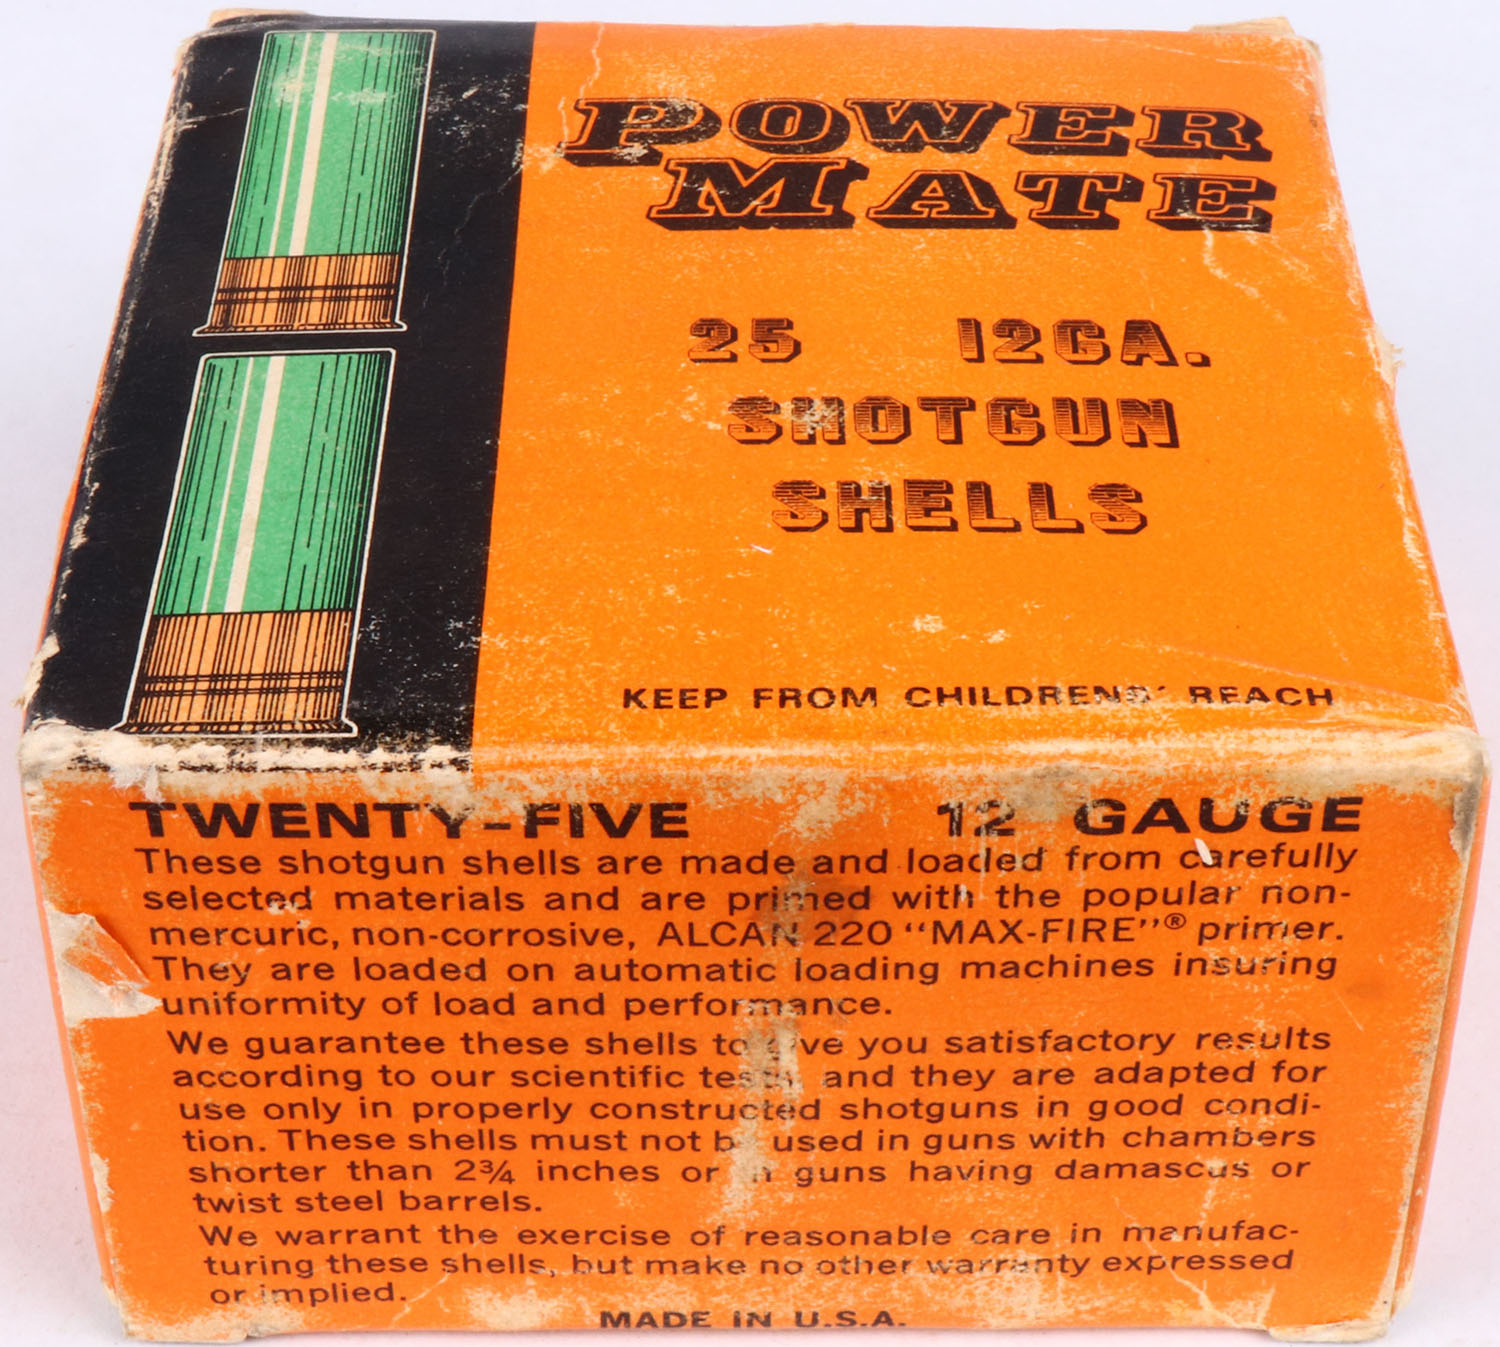 POWER
MATE
25 12GA.
SHOTGUN
SHELLS
KEEP FROM CHILDRENS' REACH
TWENTY-FIVE 12 GAUGE
These shotgun shells are made and loaded from carefully
selected materials and are primed with the popular non-
mercuric, non-corrosive, ALCAN 220 "MAX-FIRE"® primer.
They are loaded on automatic loading machines insuring
uniformity of load and performance.
We guarantee these shells to give you satisfactory results
according to our scientific tests, and they are adapted for
use only in properly constructed shotguns in good condi-
tion. These shells must not be used in guns with chambers
shorter than 2¾ inches or in guns having damascus or
twist steel barrels.
We warrant the exercise of reasonable care in manufac-
turing these shells, but make no other warranty expressed
or implied.
MADE IN U.S.A.